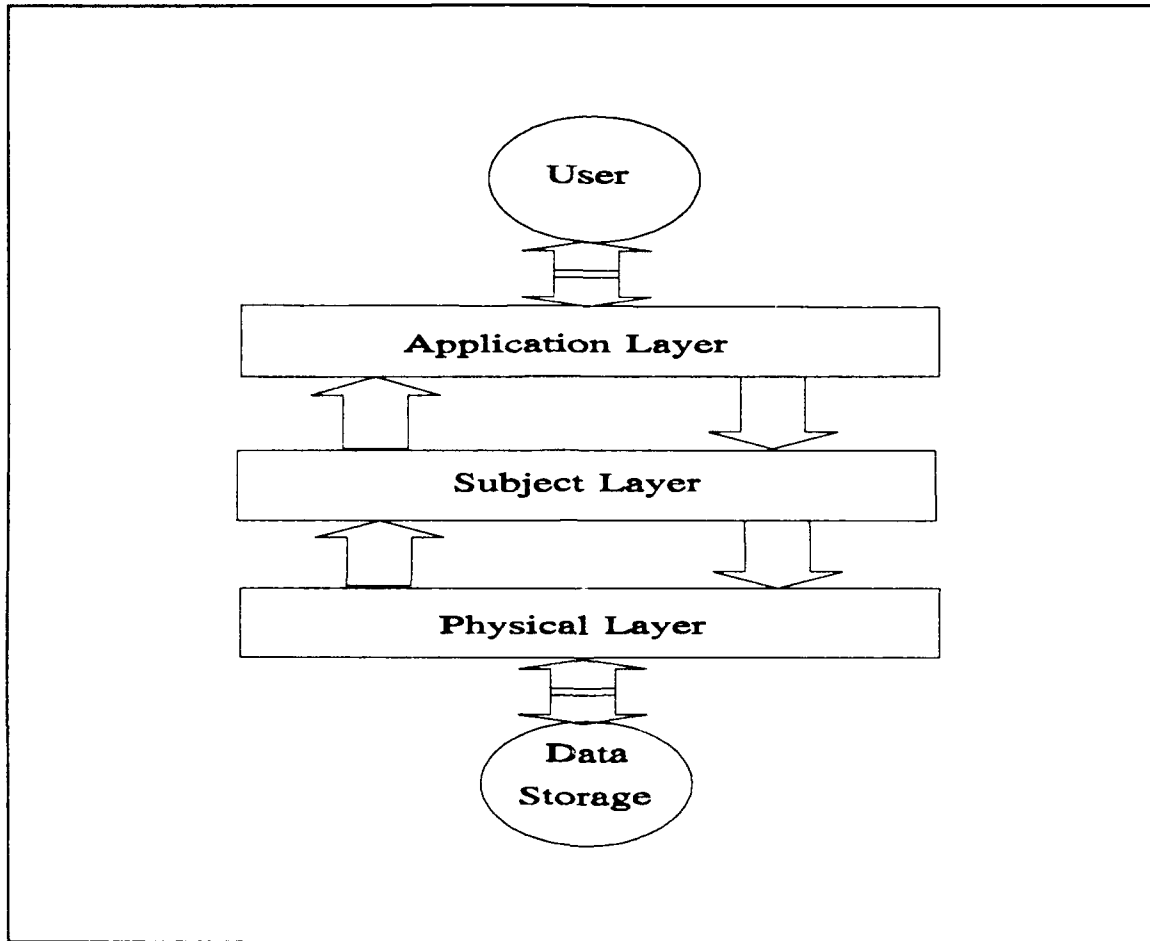 User
Application Layer
Subject Layer
Physical Layer
Data
Storage